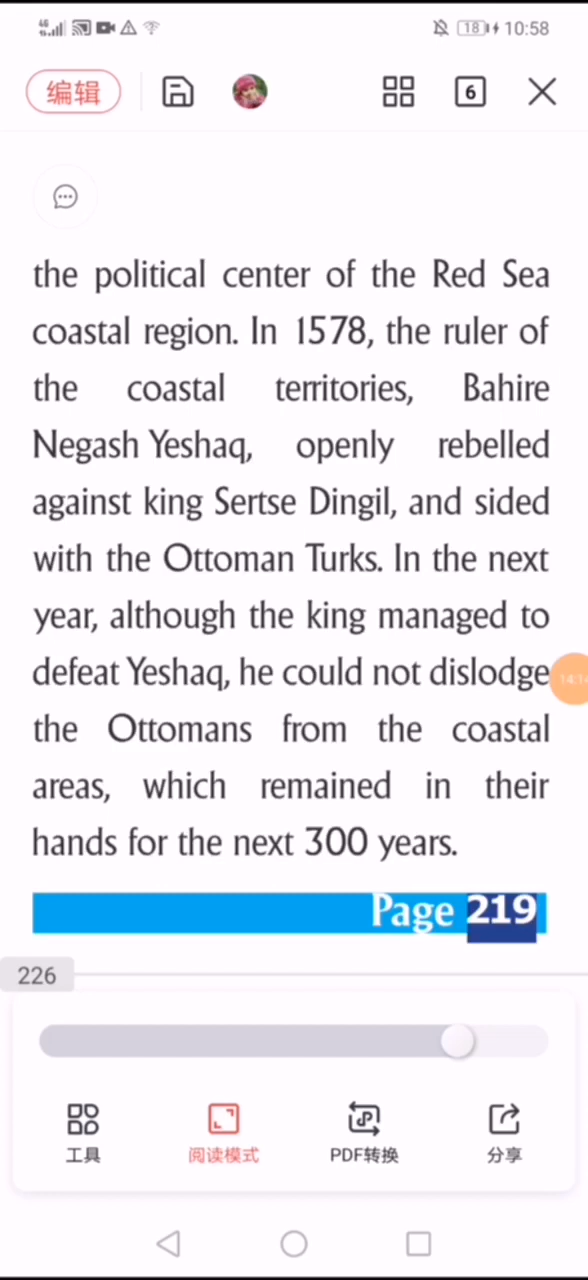 4G
18 10:58
编辑
6
the political center of the Red Sea
coastal region. In 1578, the ruler of
the coastal territories, Bahire
Negash Yeshaq, openly rebelled
against king Sertse Dingil, and sided
with the Ottoman Turks. In the next
year, although the king managed to
defeat Yeshaq, he could not dislodge
14:14
the Ottomans from the coastal
areas, which remained in their
hands for the next 300 years.
Page 219
226
工具 阅读模式 PDF转换 分享